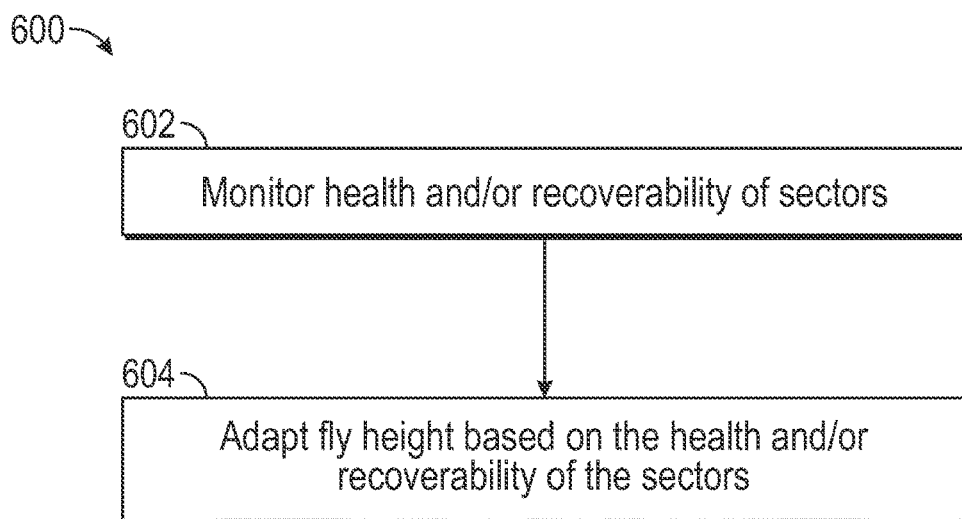 600
602
Monitor health and/or recoverability of sectors
604
Adapt fly height based on the health and/or
recoverability of the sectors